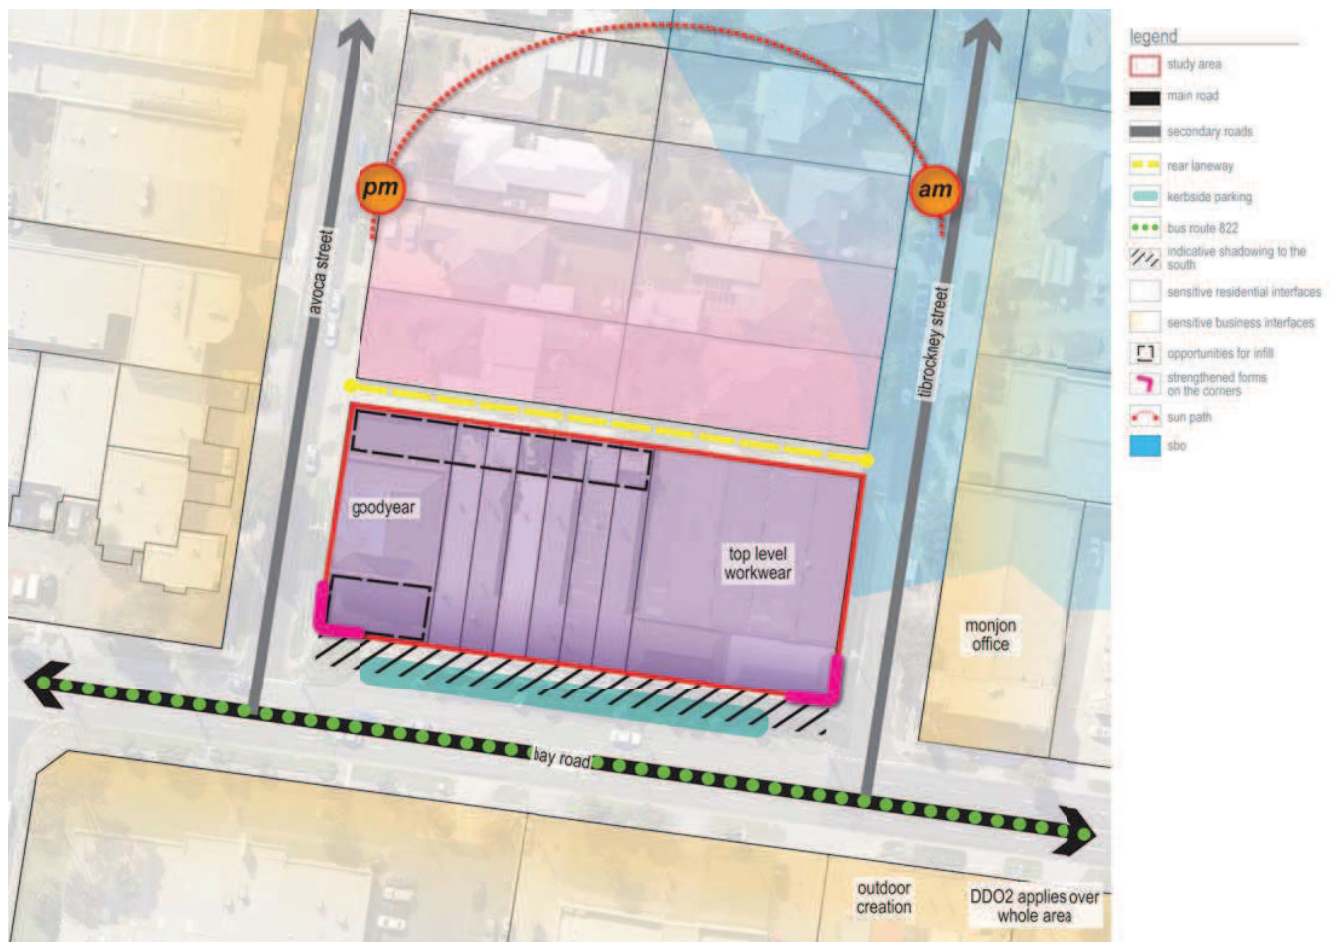 legend
study area
main road
secondary roads
rear laneway
kerbside parking
bus route 822
indicative shadowing to the
south
sensitive residential interfaces
sensitive business interfaces
opportunities for infill
strengthened forms
on the corners
sun path
sbo
pm
am
avoca street
tibrockney street
goodyear
top level
workwear
monjon
office
bay road
outdoor
creation
DDO2 applies over
whole area